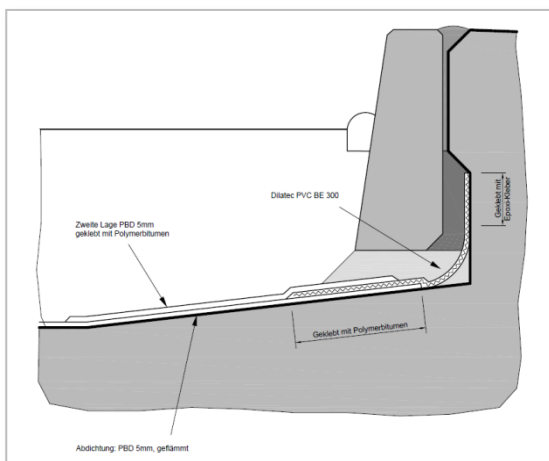 Dilatec PVC BE 300
Geklebt mit
Epoxi-Kleber
Zweite Lage PBD 5mm
geklebt mit Polymerbitumen
Geklebt mit Polymerbitumen
Abdichtung: PBD 5mm, geflämmt